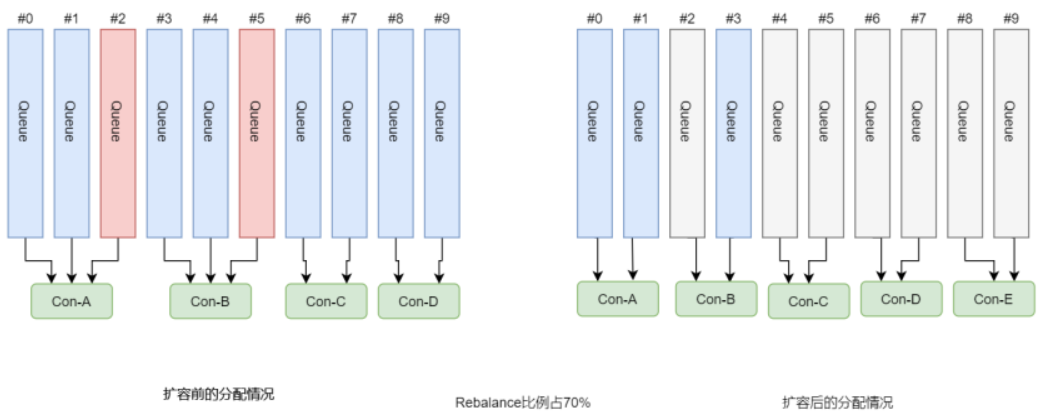 #0 #1 #2 #3 #4 #5 #6 #7 #8 #9
Queue Queue Queue Queue Queue Queue Queue Queue Queue Queue
Con-A Con-B Con-C Con-D
扩容前的分配情况
#0 #1 #2 #3 #4 #5 #6 #7 #8 #9
Queue Queue Queue Queue Queue Queue Queue Queue Queue Queue
Con-A Con-B Con-C Con-D Con-E
Rebalance比例占70%
扩容后的分配情况